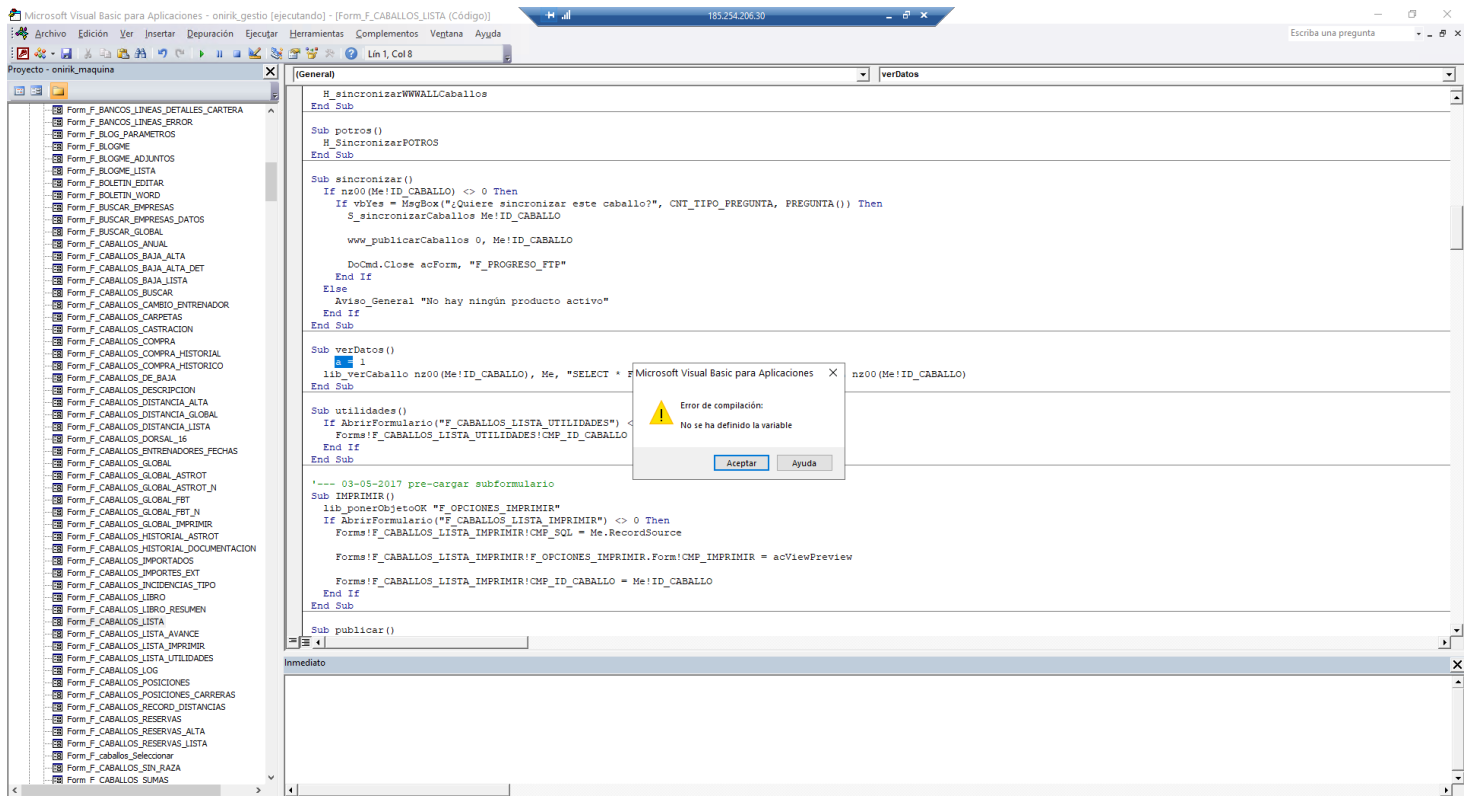 Microsoft Visual Basic para Aplicaciones - onirik_gestio [ejecutando] - [Form_F_CABALLOS_LISTA (Código)]
185.254.206.30
Archivo Edición Ver Insertar Depuración Ejecutar Herramientas Complementos Ventana Ayuda
Escriba una pregunta
Lín 1, Col 8
Proyecto - onirik_maquina
Form_F_BANCOS_LINEAS_DETALLES_CARTERA
Form_F_BANCOS_LINEAS_ERROR
Form_F_BLOG_PARAMETROS
Form_F_BLOGME
Form_F_BLOGME_ADJUNTOS
Form_F_BLOGME_LISTA
Form_F_BOLETIN_EDITAR
Form_F_BOLETIN_WORD
Form_F_BUSCAR_EMPRESAS
Form_F_BUSCAR_EMPRESAS_DATOS
Form_F_BUSCAR_GLOBAL
Form_F_CABALLOS_ANUAL
Form_F_CABALLOS_BAJA_ALTA
Form_F_CABALLOS_BAJA_ALTA_DET
Form_F_CABALLOS_BAJA_LISTA
Form_F_CABALLOS_BUSCAR
Form_F_CABALLOS_CAMBIO_ENTRENADOR
Form_F_CABALLOS_CARPETAS
Form_F_CABALLOS_CASTRACION
Form_F_CABALLOS_COMPRA
Form_F_CABALLOS_COMPRA_HISTORIAL
Form_F_CABALLOS_COMPRA_HISTORICO
Form_F_CABALLOS_DE_BAJA
Form_F_CABALLOS_DESCRIPCION
Form_F_CABALLOS_DISTANCIA_ALTA
Form_F_CABALLOS_DISTANCIA_GLOBAL
Form_F_CABALLOS_DISTANCIA_LISTA
Form_F_CABALLOS_DORSAL_16
Form_F_CABALLOS_ENTRENADORES_FECHAS
Form_F_CABALLOS_GLOBAL
Form_F_CABALLOS_GLOBAL_ASTROT
Form_F_CABALLOS_GLOBAL_ASTROT_N
Form_F_CABALLOS_GLOBAL_FBT
Form_F_CABALLOS_GLOBAL_FBT_N
Form_F_CABALLOS_GLOBAL_IMPRIMIR
Form_F_CABALLOS_HISTORIAL_ASTROT
Form_F_CABALLOS_HISTORIAL_DOCUMENTACION
Form_F_CABALLOS_IMPORTADOS
Form_F_CABALLOS_IMPORTES_EXT
Form_F_CABALLOS_INCIDENCIAS_TIPO
Form_F_CABALLOS_LIBRO
Form_F_CABALLOS_LIBRO_RESUMEN
Form_F_CABALLOS_LISTA
Form_F_CABALLOS_LISTA_AVANCE
Form_F_CABALLOS_LISTA_IMPRIMIR
Form_F_CABALLOS_LISTA_UTILIDADES
Form_F_CABALLOS_LOG
Form_F_CABALLOS_POSICIONES
Form_F_CABALLOS_POSICIONES_CARRERAS
Form_F_CABALLOS_RECORD_DISTANCIAS
Form_F_CABALLOS_RESERVAS
Form_F_CABALLOS_RESERVAS_ALTA
Form_F_CABALLOS_RESERVAS_LISTA
Form_F_caballos_Seleccionar
Form_F_CABALLOS_SIN_RAZA
Form_F_CABALLOS_SUMAS
(General)
verDatos
H_sincronizarWWWALLCaballos
End Sub
Sub potros()
H_SincronizarPOTROS
End Sub
Sub sincronizar()
If nz00(Me!ID_CABALLO) <> 0 Then
If vbYes = MsgBox("¿Quiere sincronizar este caballo?", CNT_TIPO_PREGUNTA, PREGUNTA()) Then
S_sincronizarCaballos Me!ID_CABALLO
www_publicarCaballos 0, Me!ID_CABALLO
DoCmd.Close acForm, "F_PROGRESO_FTP"
End If
Else
Aviso_General "No hay ningún producto activo"
End If
End Sub
Sub verDatos()
a = 1
lib_verCaballo nz00(Me!ID_CABALLO), Me, "SELECT * F nz00(Me!ID_CABALLO)
End Sub
Sub utilidades()
If AbrirFormulario("F_CABALLOS_LISTA_UTILIDADES") <
Forms!F_CABALLOS_LISTA_UTILIDADES!CMP_ID_CABALLO
End If
End Sub
'--- 03-05-2017 pre-cargar subformulario
Sub IMPRIMIR()
lib_ponerObjetoOK "F_OPCIONES_IMPRIMIR"
If AbrirFormulario("F_CABALLOS_LISTA_IMPRIMIR") <> 0 Then
Forms!F_CABALLOS_LISTA_IMPRIMIR!CMP_SQL = Me.RecordSource
Forms!F_CABALLOS_LISTA_IMPRIMIR!F_OPCIONES_IMPRIMIR.Form!CMP_IMPRIMIR = acViewPreview
Forms!F_CABALLOS_LISTA_IMPRIMIR!CMP_ID_CABALLO = Me!ID_CABALLO
End If
End Sub
Sub publicar()
Microsoft Visual Basic para Aplicaciones
Error de compilación:
No se ha definido la variable
Aceptar Ayuda
Inmediato